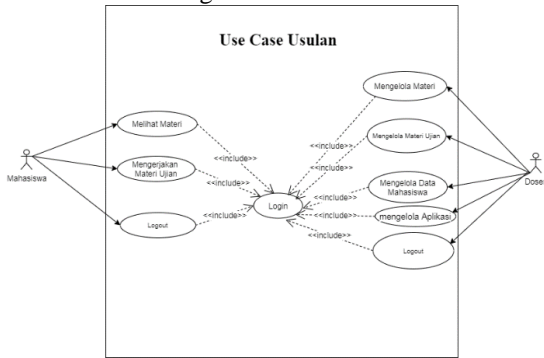 Use Case Usulan
Mengelola Materi
Melihat Materi
Mengelola Materi Ujian
<<include>>
<<include>>
<<include>>
Mahasiswa
Mengerjakan
Materi Ujian
<<include>>
<<include>>
Mengelola Data
Mahasiswa
Dosen
<<include>>
Login
<<include>>
mengelola Aplikasi
Logout
<<include>>
Logout